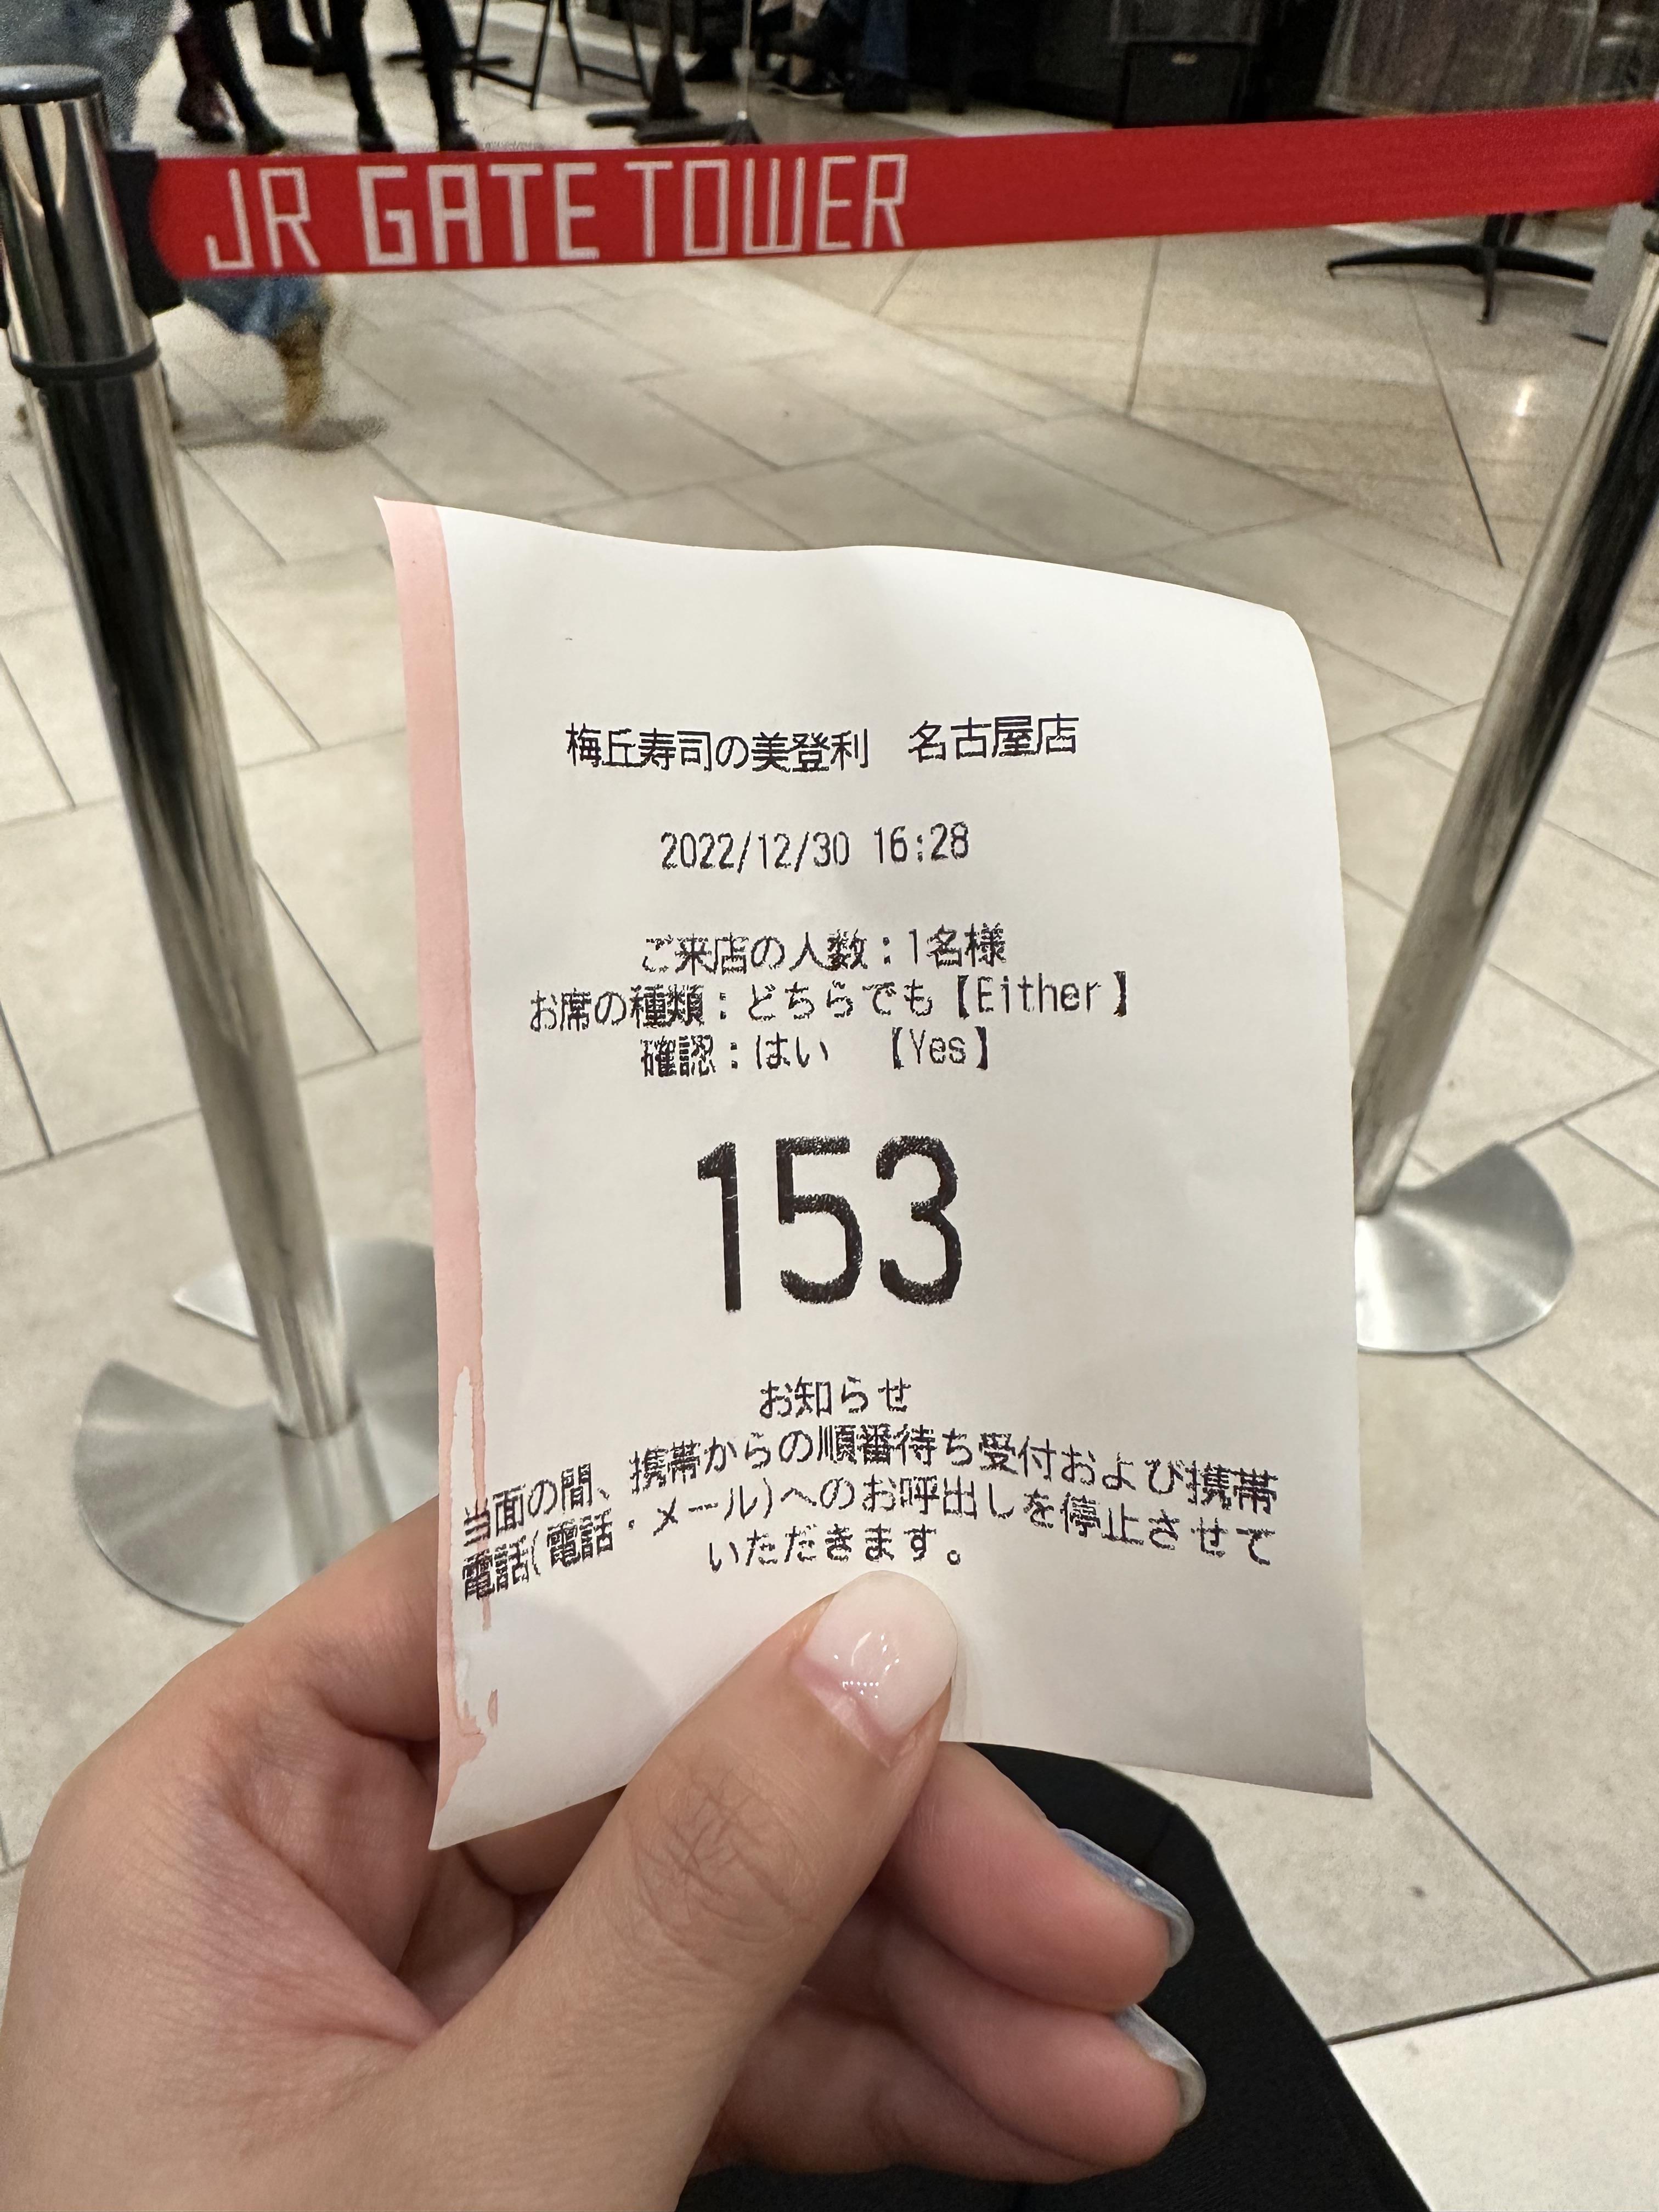 JR GATE TOWER
梅丘寿司の美登利　名古屋店
2022/12/30 16:28
ご来店の人数：1名様
お席の種類：どちらでも【Either】
確認：はい　【Yes】
153
お知らせ
当面の間、携帯からの順番待ち受付および携帯
電話(電話・メール)へのお呼出しを停止させて
いただきます。